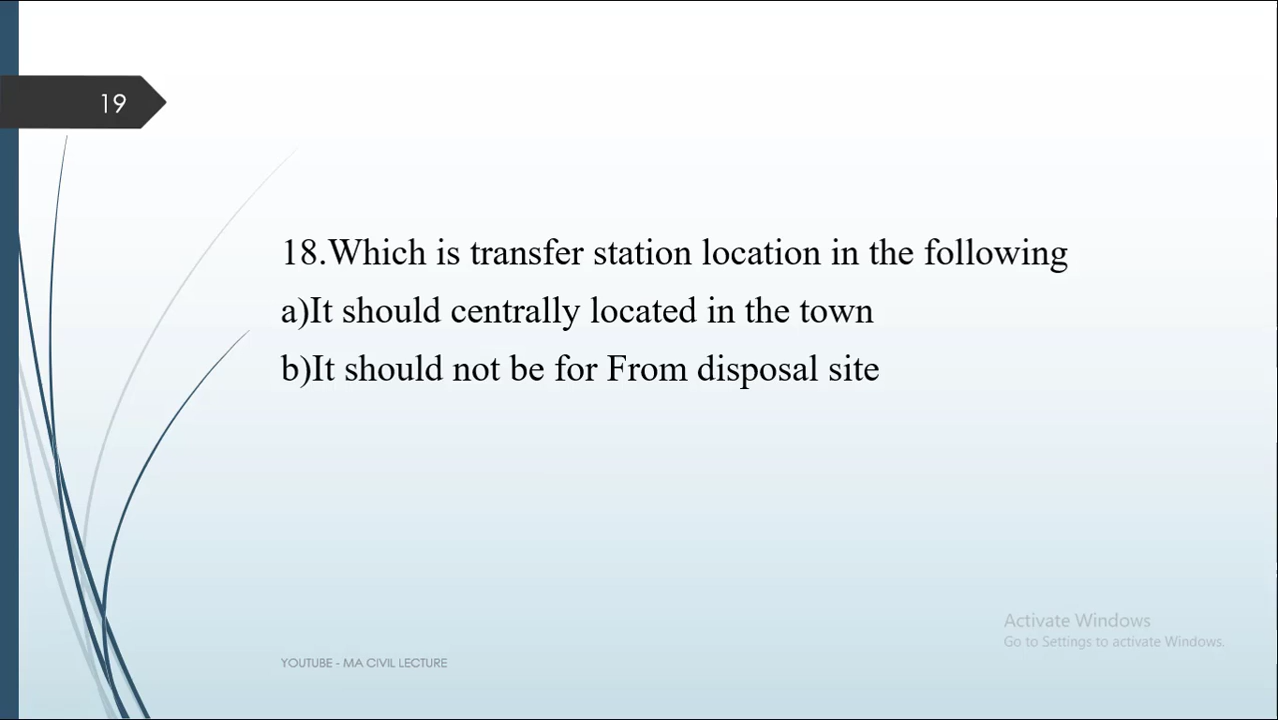 19
18.Which is transfer station location in the following
a)It should centrally located in the town
b)It should not be for From disposal site
Activate Windows
Go to Settings to activate Windows.
YOUTUBE - MA CIVIL LECTURE